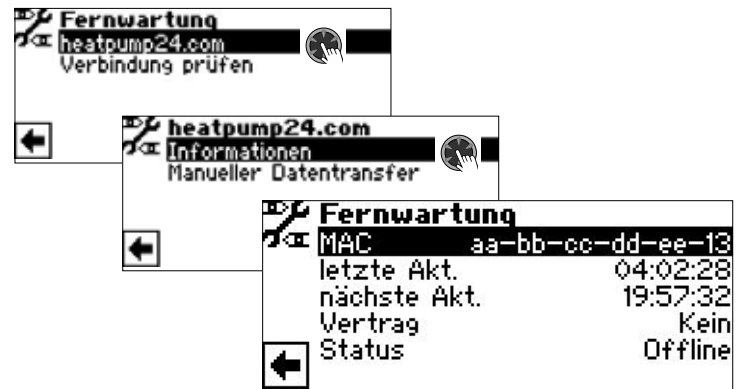 Fernwartung
heatpump24.com
Verbindung prüfen
heatpump24.com
Informationen
Manueller Datentransfer
Fernwartung
MAC aa-bb-cc-dd-ee-13
letzte Akt. 04:02:28
nächste Akt. 19:57:32
Vertrag Kein
Status Offline